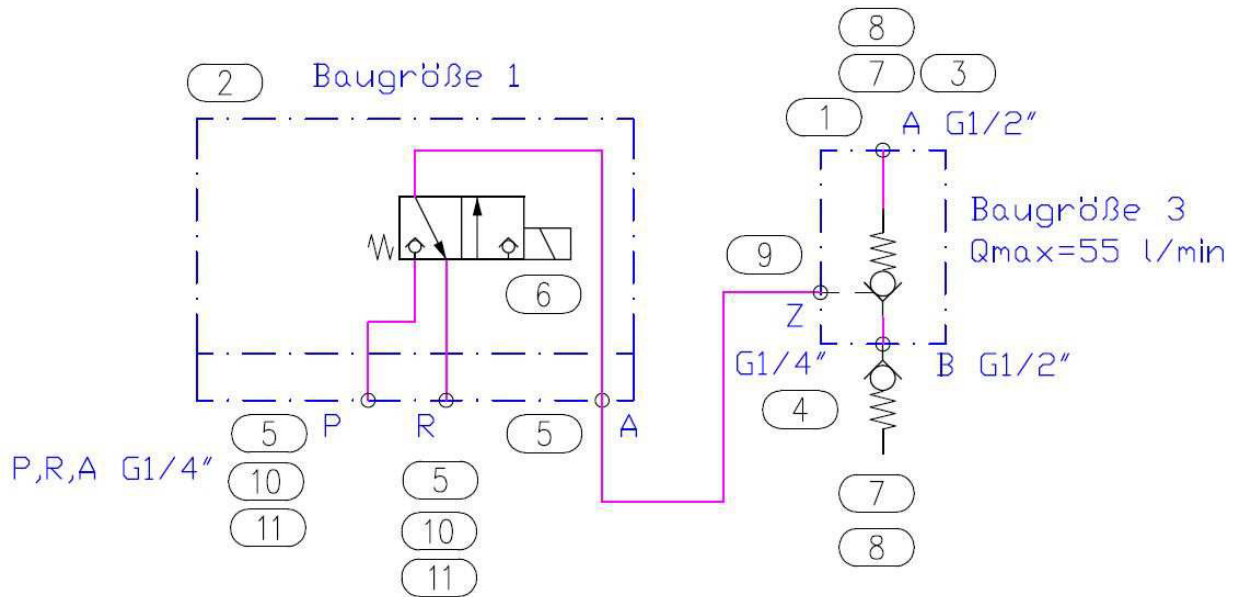 8
7 3
2 Baugröße 1
1 A G1/2"
Baugröße 3
Qmax=55 l/min
9
6
Z
G1/4" B G1/2"
4
5 P R 5 A
P,R,A G1/4"
10
11
5
10
11
7
8